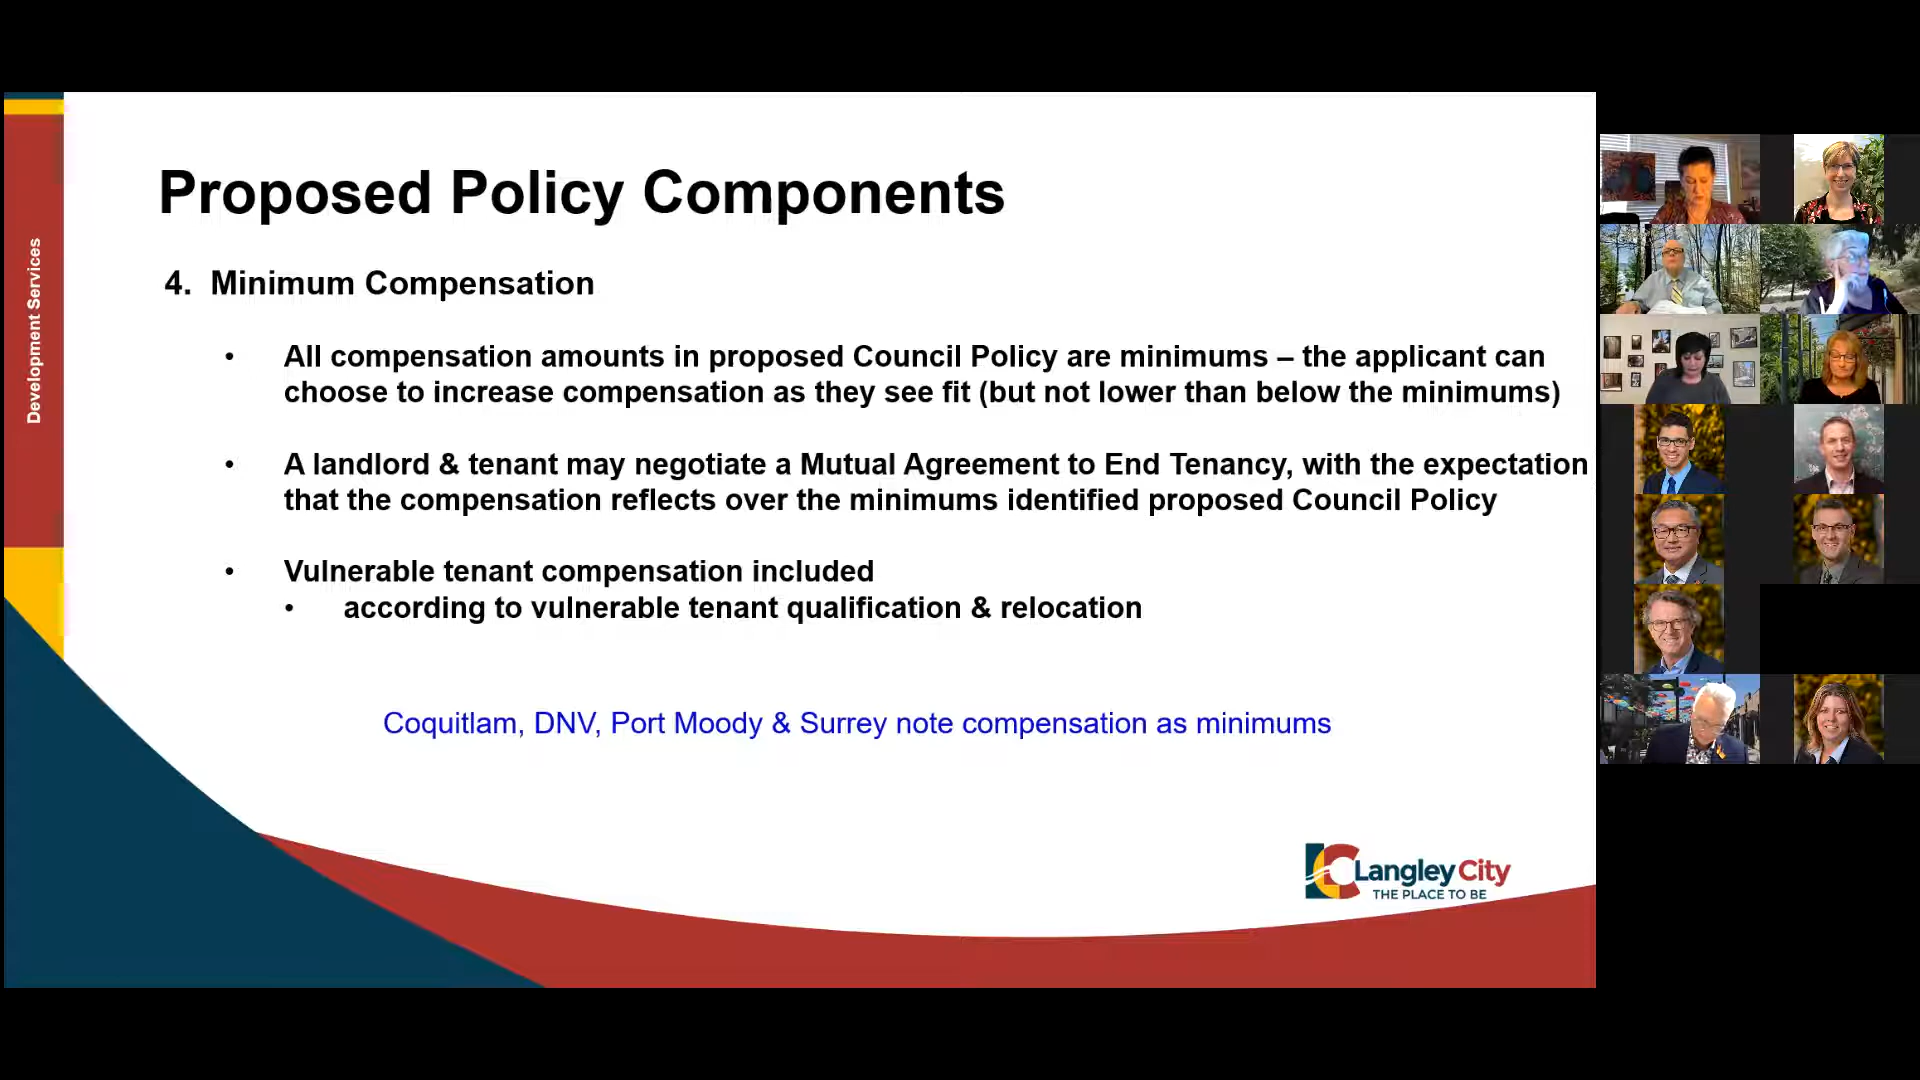 Development Services
Proposed Policy Components
4. Minimum Compensation
• All compensation amounts in proposed Council Policy are minimums – the applicant can
choose to increase compensation as they see fit (but not lower than below the minimums)
• A landlord & tenant may negotiate a Mutual Agreement to End Tenancy, with the expectation
that the compensation reflects over the minimums identified proposed Council Policy
• Vulnerable tenant compensation included
• according to vulnerable tenant qualification & relocation
Coquitlam, DNV, Port Moody & Surrey note compensation as minimums
LC Langley City
THE PLACE TO BE